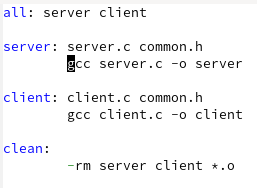 all: server client

server: server.c common.h
        gcc server.c -o server

client: client.c common.h
        gcc client.c -o client

clean:
        -rm server client *.o